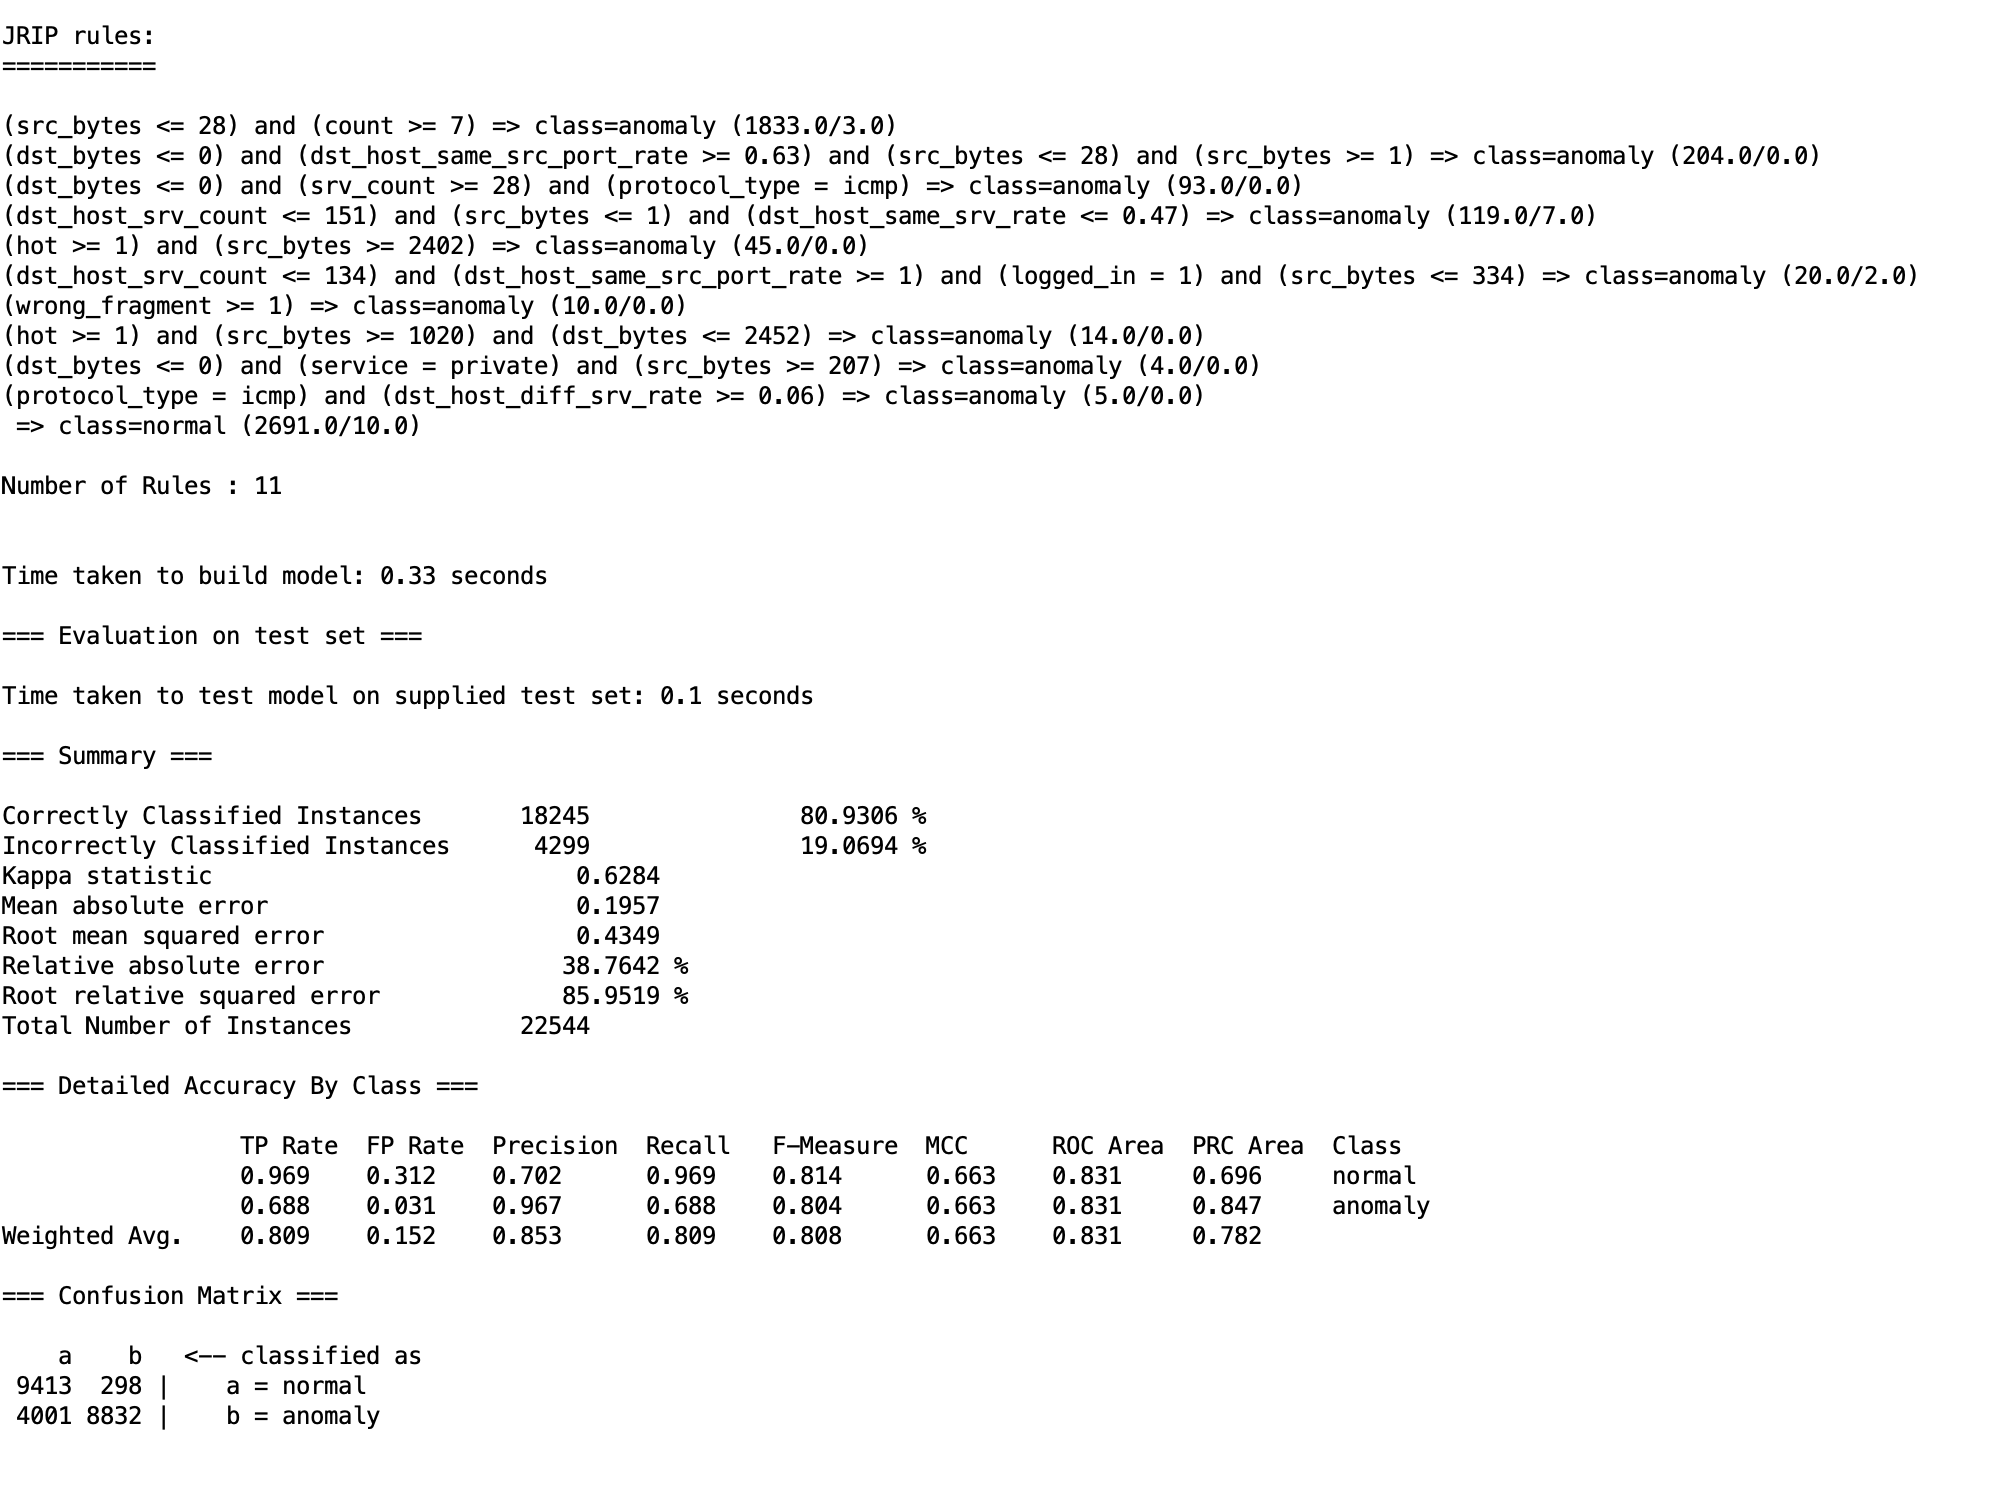 JRIP rules:
===========
(src_bytes <= 28) and (count >= 7) => class=anomaly (1833.0/3.0)
(dst_bytes <= 0) and (dst_host_same_src_port_rate >= 0.63) and (src_bytes <= 28) and (src_bytes >= 1) => class=anomaly (204.0/0.0)
(dst_bytes <= 0) and (srv_count >= 28) and (protocol_type = icmp) => class=anomaly (93.0/0.0)
(dst_host_srv_count <= 151) and (src_bytes <= 1) and (dst_host_same_srv_rate <= 0.47) => class=anomaly (119.0/7.0)
(hot >= 1) and (src_bytes >= 2402) => class=anomaly (45.0/0.0)
(dst_host_srv_count <= 134) and (dst_host_same_src_port_rate >= 1) and (logged_in = 1) and (src_bytes <= 334) => class=anomaly (20.0/2.0)
(wrong_fragment >= 1) => class=anomaly (10.0/0.0)
(hot >= 1) and (src_bytes >= 1020) and (dst_bytes <= 2452) => class=anomaly (14.0/0.0)
(dst_bytes <= 0) and (service = private) and (src_bytes >= 207) => class=anomaly (4.0/0.0)
(protocol_type = icmp) and (dst_host_diff_srv_rate >= 0.06) => class=anomaly (5.0/0.0)
 => class=normal (2691.0/10.0)
Number of Rules : 11
Time taken to build model: 0.33 seconds
=== Evaluation on test set ===
Time taken to test model on supplied test set: 0.1 seconds
=== Summary ===
Correctly Classified Instances       18245               80.9306 %
Incorrectly Classified Instances      4299               19.0694 %
Kappa statistic                          0.6284
Mean absolute error                      0.1957
Root mean squared error                  0.4349
Relative absolute error                 38.7642 %
Root relative squared error             85.9519 %
Total Number of Instances            22544
=== Detailed Accuracy By Class ===
                 TP Rate  FP Rate  Precision  Recall   F-Measure  MCC      ROC Area  PRC Area  Class
                 0.969    0.312    0.702      0.969    0.814      0.663    0.831     0.696     normal
                 0.688    0.031    0.967      0.688    0.804      0.663    0.831     0.847     anomaly
Weighted Avg.    0.809    0.152    0.853      0.809    0.808      0.663    0.831     0.782
=== Confusion Matrix ===
    a    b   <-- classified as
 9413  298 |    a = normal
 4001 8832 |    b = anomaly